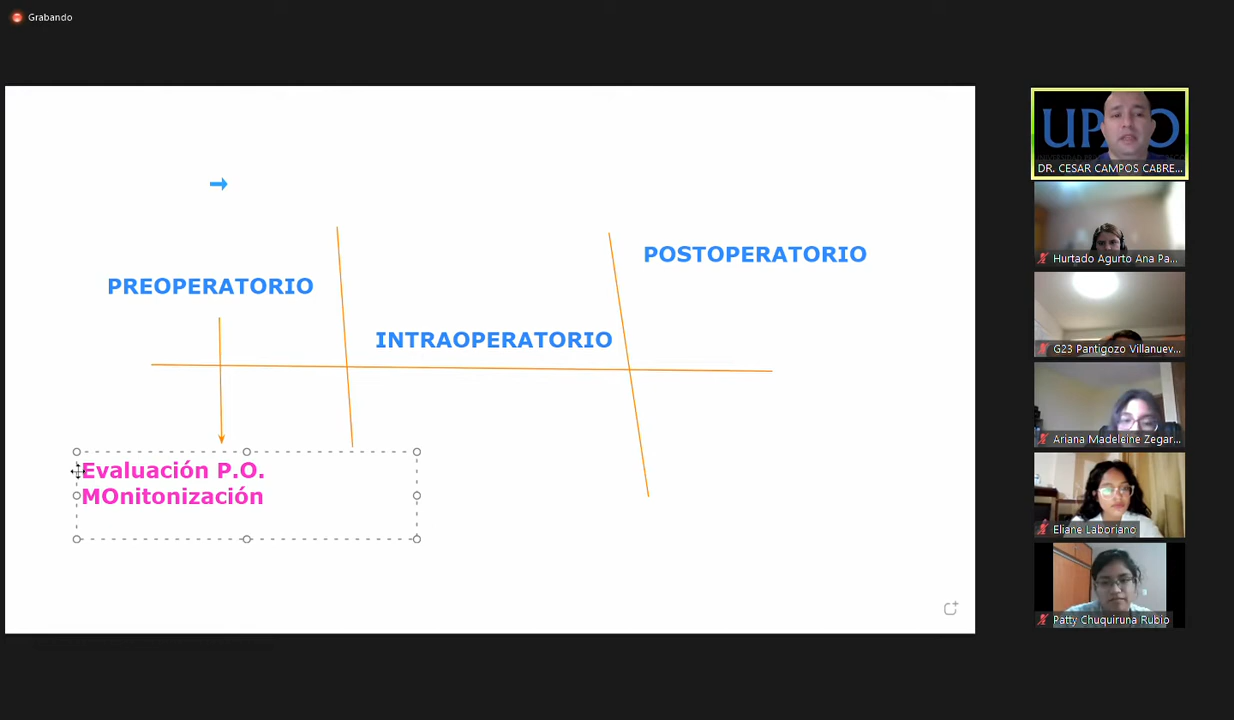 Grabando
PREOPERATORIO
INTRAOPERATORIO
POSTOPERATORIO
Evaluación P.O.
MOnitonización
DR. CESAR CAMPOS CABRE...
Hurtado Agurto Ana Pa...
G23 Pantigozo Villanuev...
Ariana Madeleine Zegar...
Eliane Laboriano
Patty Chuquiruna Rubio